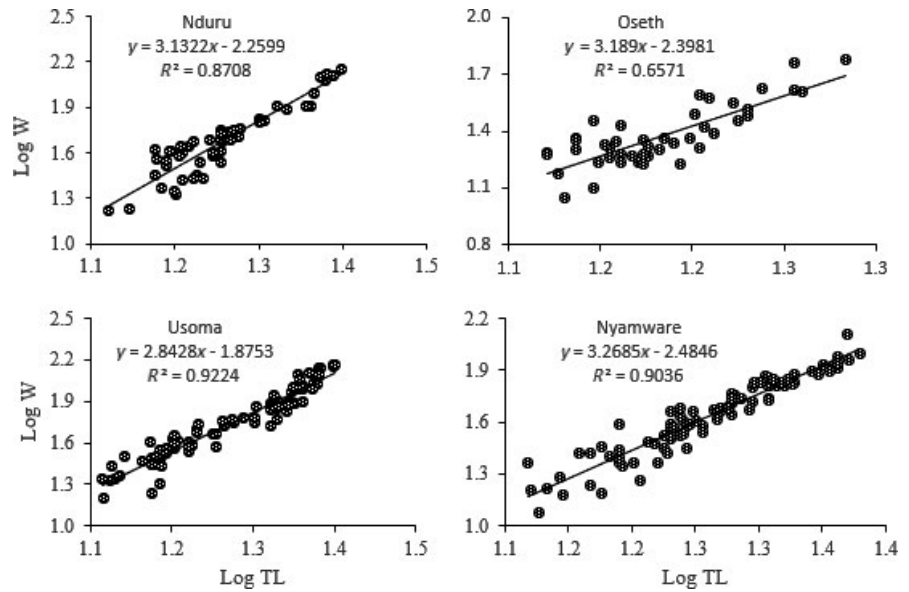 Nduru
y = 3.1322x - 2.2599
R² = 0.8708
2.5
2.2
1.9
1.6
1.3
1.0
Log W
1.1 1.2 1.3 1.4 1.5
Oseth
y = 3.189x - 2.3981
R² = 0.6571
2.0
1.7
1.4
1.1
0.8
1.1 1.2 1.2 1.3 1.3
Usoma
y = 2.8428x - 1.8753
R² = 0.9224
2.5
2.2
1.9
1.6
1.3
1.0
Log W
1.1 1.2 1.3 1.4 1.5
Log TL
Nyamware
y = 3.2685x - 2.4846
R² = 0.9036
2.2
1.9
1.6
1.3
1.0
1.1 1.2 1.2 1.3 1.3 1.4 1.4
Log TL